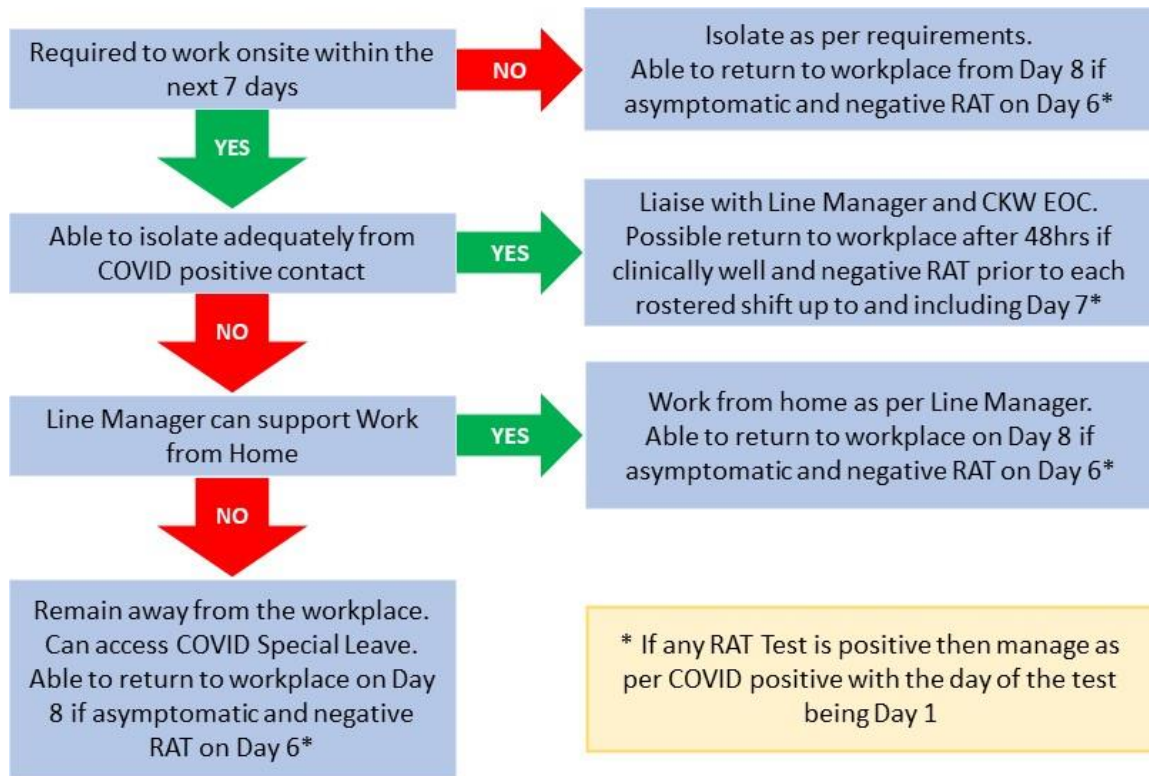 Required to work onsite within the
next 7 days
NO
Isolate as per requirements.
Able to return to workplace from Day 8 if
asymptomatic and negative RAT on Day 6*
YES
Able to isolate adequately from
COVID positive contact
YES
Liaise with Line Manager and CKW EOC.
Possible return to workplace after 48hrs if
clinically well and negative RAT prior to each
rostered shift up to and including Day 7*
NO
Line Manager can support Work
from Home
YES
Work from home as per Line Manager.
Able to return to workplace on Day 8 if
asymptomatic and negative RAT on Day 6*
NO
Remain away from the workplace.
Can access COVID Special Leave.
Able to return to workplace on Day
8 if asymptomatic and negative
RAT on Day 6*
* If any RAT Test is positive then manage as
per COVID positive with the day of the test
being Day 1